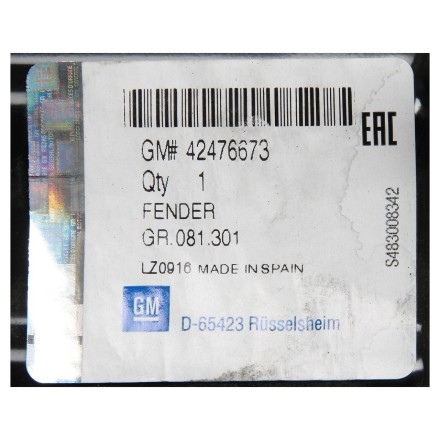 GM# 42476673
EAC
Qty 1
FENDER
GR.081.301
LZ0916 MADE IN SPAIN
GM
D-65423 Rüsselsheim
S483008342